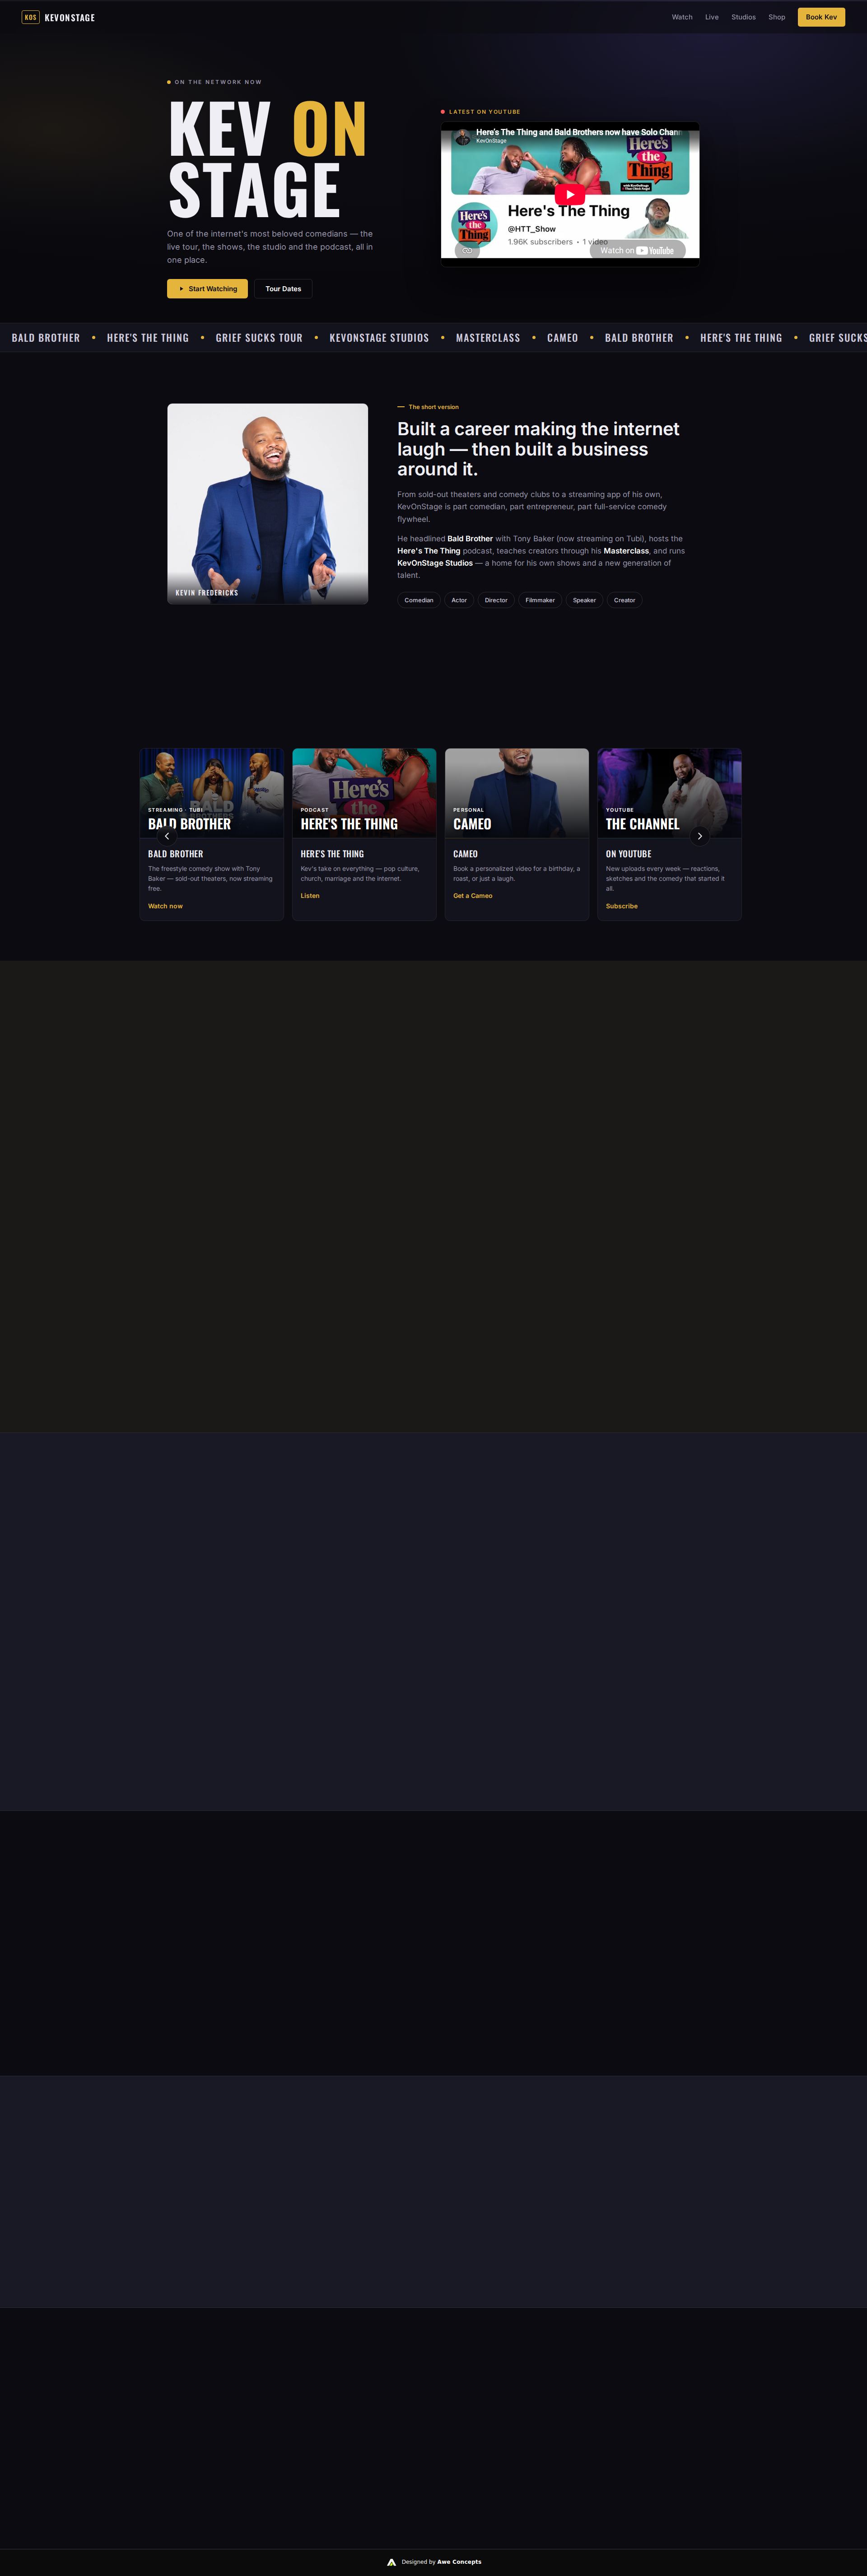 KOS KEVONSTAGE
Watch Live Studios Shop Book Kev
ON THE NETWORK NOW
KEV ON
STAGE
One of the internet's most beloved comedians — the
live tour, the shows, the studio and the podcast, all in
one place.
Start Watching Tour Dates
LATEST ON YOUTUBE
Here's The Thing and Bald Brothers now have Solo Chan
KevOnStage
Here's
the
Thing
Here's
the
Thing
Here's The Thing
@HTT_Show
1.96K subscribers • 1 video
Watch on YouTube
BALD BROTHER • HERE'S THE THING • GRIEF SUCKS TOUR • KEVONSTAGE STUDIOS • MASTERCLASS • CAMEO • BALD BROTHER • HERE'S THE THING • GRIEF SUCKS
KEVIN FREDERICKS
The short version
Built a career making the internet
laugh — then built a business
around it.
From sold-out theaters and comedy clubs to a streaming app of his own,
KevOnStage is part comedian, part entrepreneur, part full-service comedy
flywheel.
He headlined Bald Brother with Tony Baker (now streaming on Tubi), hosts the
Here's The Thing podcast, teaches creators through his Masterclass, and runs
KevOnStage Studios — a home for his own shows and a new generation of
talent.
Comedian Actor Director Filmmaker Speaker Creator
STREAMING · TUBI
BALD BROTHER
BALD BROTHER
The freestyle comedy show with Tony
Baker — sold-out theaters, now streaming
free.
Watch now
Here's
the
PODCAST
HERE'S THE THING
HERE'S THE THING
Kev's take on everything — pop culture,
church, marriage and the internet.
Listen
PERSONAL
CAMEO
CAMEO
Book a personalized video for a birthday, a
roast, or just a laugh.
Get a Cameo
YOUTUBE
THE CHANNEL
ON YOUTUBE
New uploads every week — reactions,
sketches and the comedy that started it
all.
Subscribe
Designed by Awe Concepts